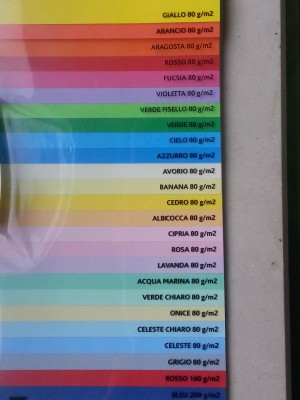 GIALLO 80 g/m2
ARANCIO 80 g/m2
ARAGOSTA 80 g/m2
ROSSO 80 g/m2
FUCSIA 80 g/m2
VIOLETTA 80 g/m2
VERDE PISELLO 80 g/m2
VERDE 80 g/m2
CIELO 80 g/m2
AZZURRO 80 g/m2
AVORIO 80 g/m2
BANANA 80 g/m2
CEDRO 80 g/m2
ALBICOCCA 80 g/m2
CIPRIA 80 g/m2
ROSA 80 g/m2
LAVANDA 80 g/m2
ACQUA MARINA 80 g/m2
VERDE CHIARO 80 g/m2
ONICE 80 g/m2
CELESTE CHIARO 80 g/m2
CELESTE 80 g/m2
GRIGIO 80 g/m2
ROSSO 160 g/m2
BLU 200 g/m2